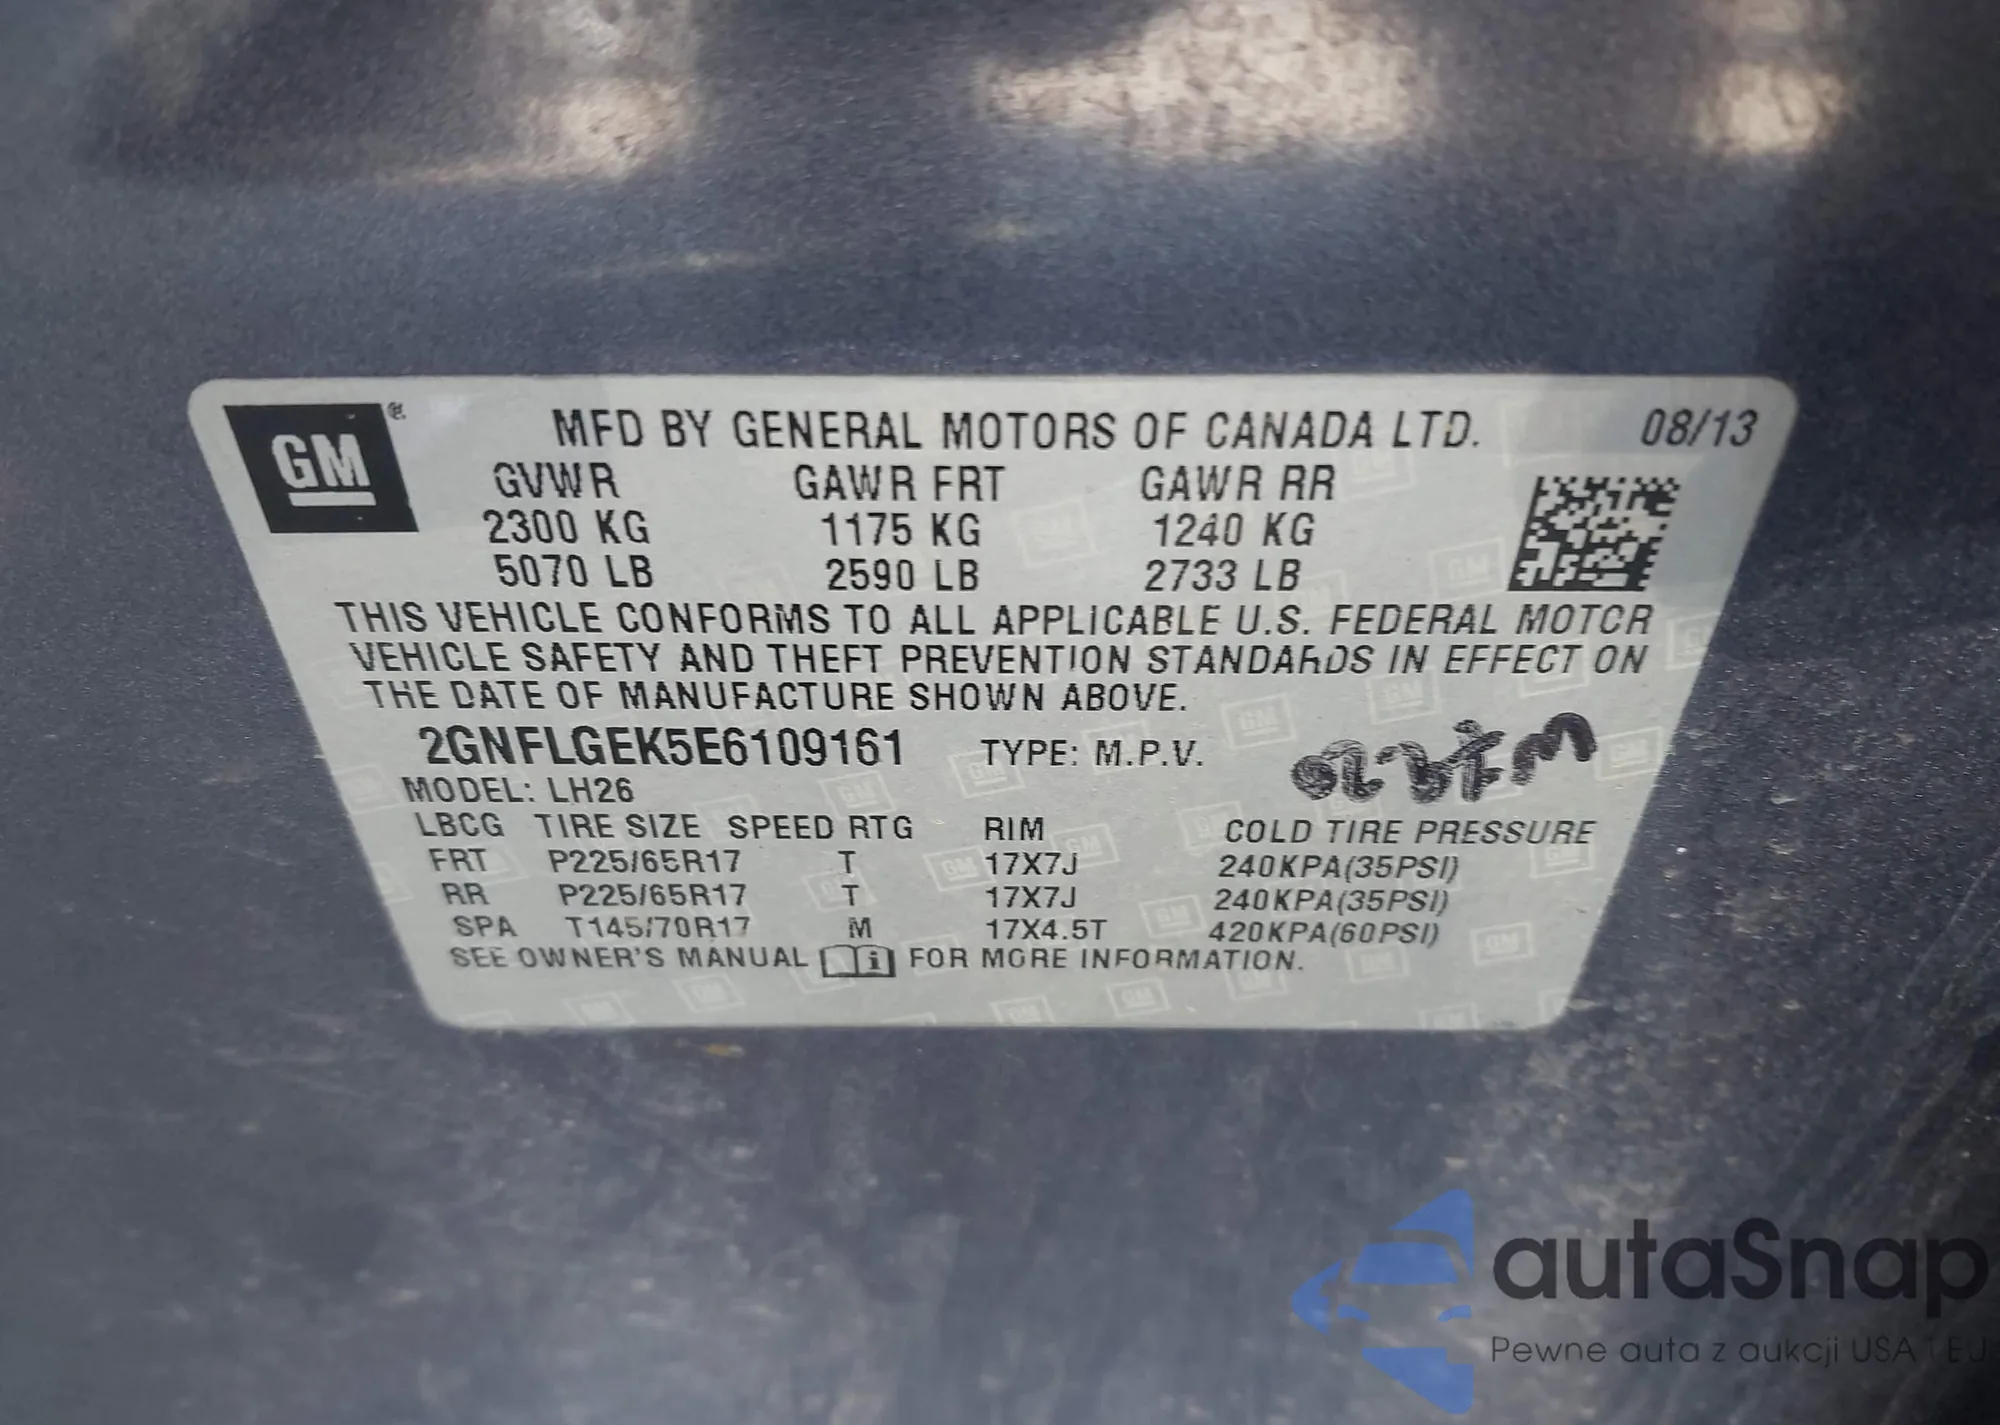 GM ®
MFD BY GENERAL MOTORS OF CANADA LTD. 08/13
GVWR GAWR FRT GAWR RR
2300 KG 1175 KG 1240 KG
5070 LB 2590 LB 2733 LB
THIS VEHICLE CONFORMS TO ALL APPLICABLE U.S. FEDERAL MOTOR
VEHICLE SAFETY AND THEFT PREVENTION STANDARDS IN EFFECT ON
THE DATE OF MANUFACTURE SHOWN ABOVE.
2GNFLGEK5E6109161 TYPE: M.P.V.
MODEL: LH26
LBCG TIRE SIZE SPEED RTG RIM COLD TIRE PRESSURE
FRT P225/65R17 T 17X7J 240KPA(35PSI)
RR P225/65R17 T 17X7J 240KPA(35PSI)
SPA T145/70R17 M 17X4.5T 420KPA(60PSI)
SEE OWNER'S MANUAL i FOR MORE INFORMATION.
autaSnap
Pewne auta z aukcji USA i EU